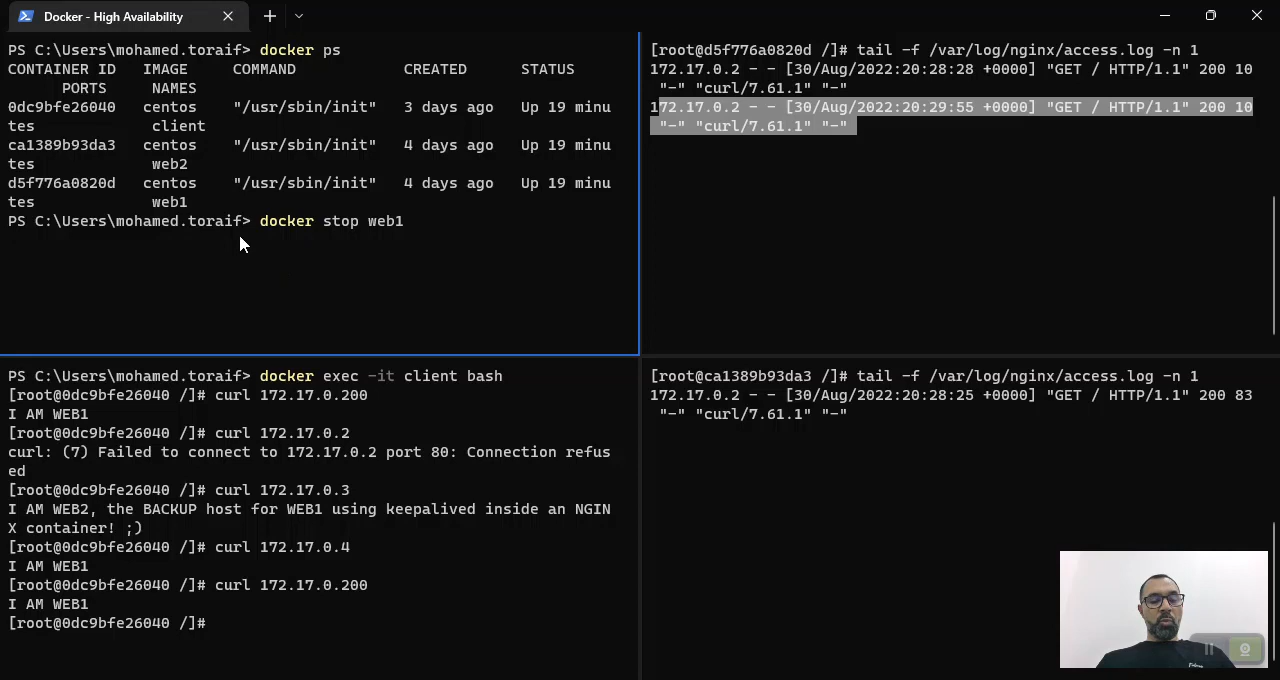 Docker - High Availability
PS C:\Users\mohamed.toraif> docker ps
CONTAINER ID   IMAGE     COMMAND            CREATED      STATUS
      PORTS     NAMES
0dc9bfe26040   centos    "/usr/sbin/init"   3 days ago   Up 19 minu
tes             client
ca1389b93da3   centos    "/usr/sbin/init"   4 days ago   Up 19 minu
tes             web2
d5f776a0820d   centos    "/usr/sbin/init"   4 days ago   Up 19 minu
tes             web1
PS C:\Users\mohamed.toraif> docker stop web1
[root@d5f776a0820d /]# tail -f /var/log/nginx/access.log -n 1
172.17.0.2 - - [30/Aug/2022:20:28:28 +0000] "GET / HTTP/1.1" 200 10
 "-" "curl/7.61.1" "-"
172.17.0.2 - - [30/Aug/2022:20:29:55 +0000] "GET / HTTP/1.1" 200 10
 "-" "curl/7.61.1" "-"
PS C:\Users\mohamed.toraif> docker exec -it client bash
[root@0dc9bfe26040 /]# curl 172.17.0.200
I AM WEB1
[root@0dc9bfe26040 /]# curl 172.17.0.2
curl: (7) Failed to connect to 172.17.0.2 port 80: Connection refus
ed
[root@0dc9bfe26040 /]# curl 172.17.0.3
I AM WEB2, the BACKUP host for WEB1 using keepalived inside an NGIN
X container! ;)
[root@0dc9bfe26040 /]# curl 172.17.0.4
I AM WEB1
[root@0dc9bfe26040 /]# curl 172.17.0.200
I AM WEB1
[root@0dc9bfe26040 /]#
[root@ca1389b93da3 /]# tail -f /var/log/nginx/access.log -n 1
172.17.0.2 - - [30/Aug/2022:20:28:25 +0000] "GET / HTTP/1.1" 200 83
 "-" "curl/7.61.1" "-"